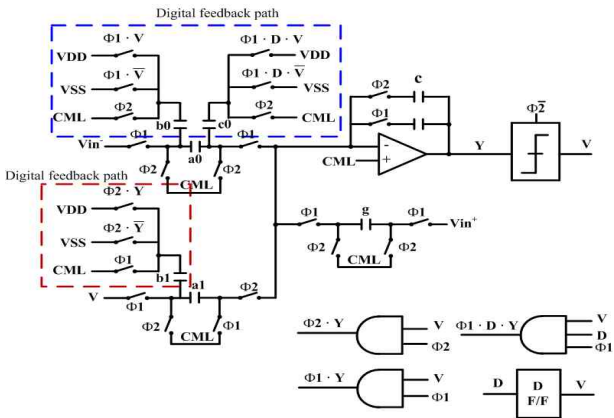 Digital feedback path
Φ1 · V
VDD
Φ1 · V̅
VSS
Φ2
CML
Φ1 · D · V
VDD
Φ1 · D · V̅
VSS
Φ2
CML
b0
c0
Vin⁻
Φ1
a0
Φ1
Φ2
CML
Φ2
Φ2
c
Φ1
-
+
CML
Y
Φ2̅
V
Digital feedback path
Φ2 · Y
VDD
Φ2 · Y̅
VSS
Φ1
CML
b1
V
Φ1
a1
Φ2
Φ2
CML
Φ1
Φ1
g
Φ1
Vin⁺
Φ2
CML
Φ2
Φ2 · Y
V
Φ2
Φ1 · D · Y
V
D
Φ1
Φ1 · Y
V
Φ1
D
D
F/F
V